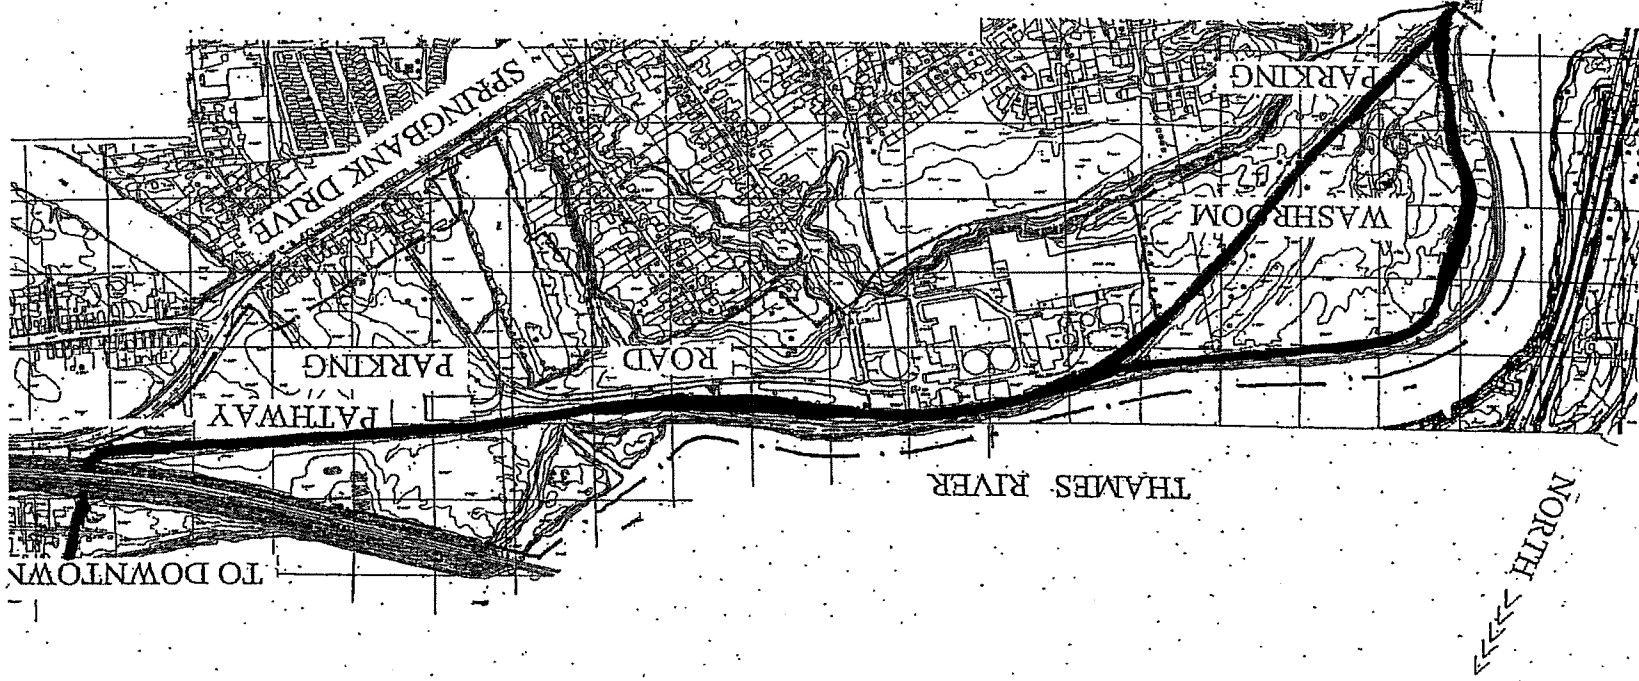 NORTH
TO DOWNTOWN
THAMES RIVER
PATHWAY
PARKING
ROAD
WASHROOM
SPRINGBANK DRIVE
PARKING